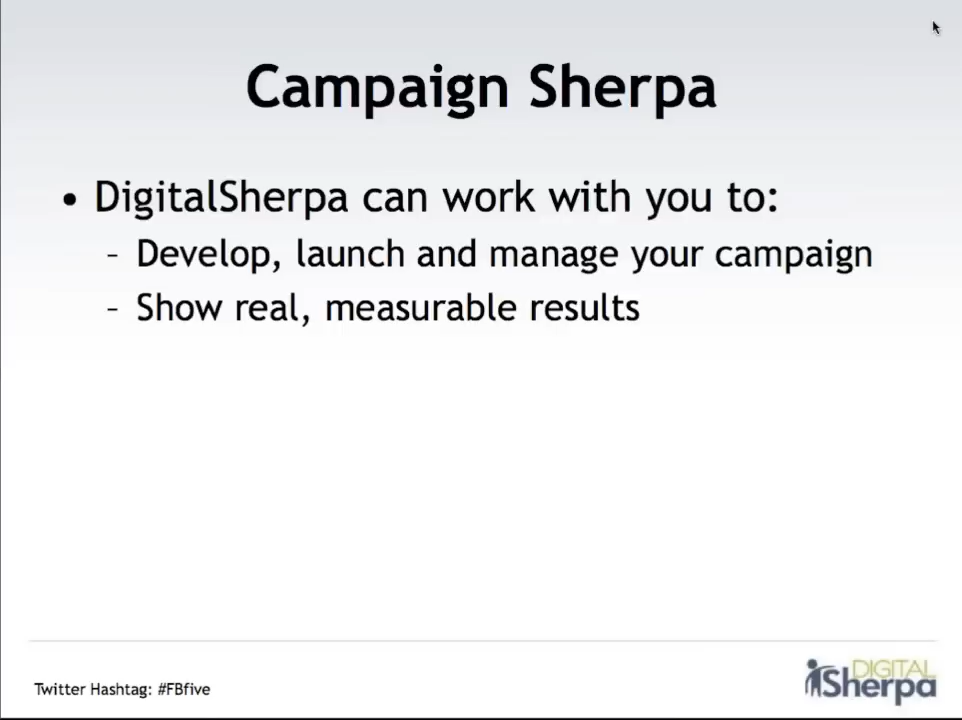 Campaign Sherpa
• DigitalSherpa can work with you to:
– Develop, launch and manage your campaign
– Show real, measurable results
Twitter Hashtag: #FBfive
DIGITAL
Sherpa